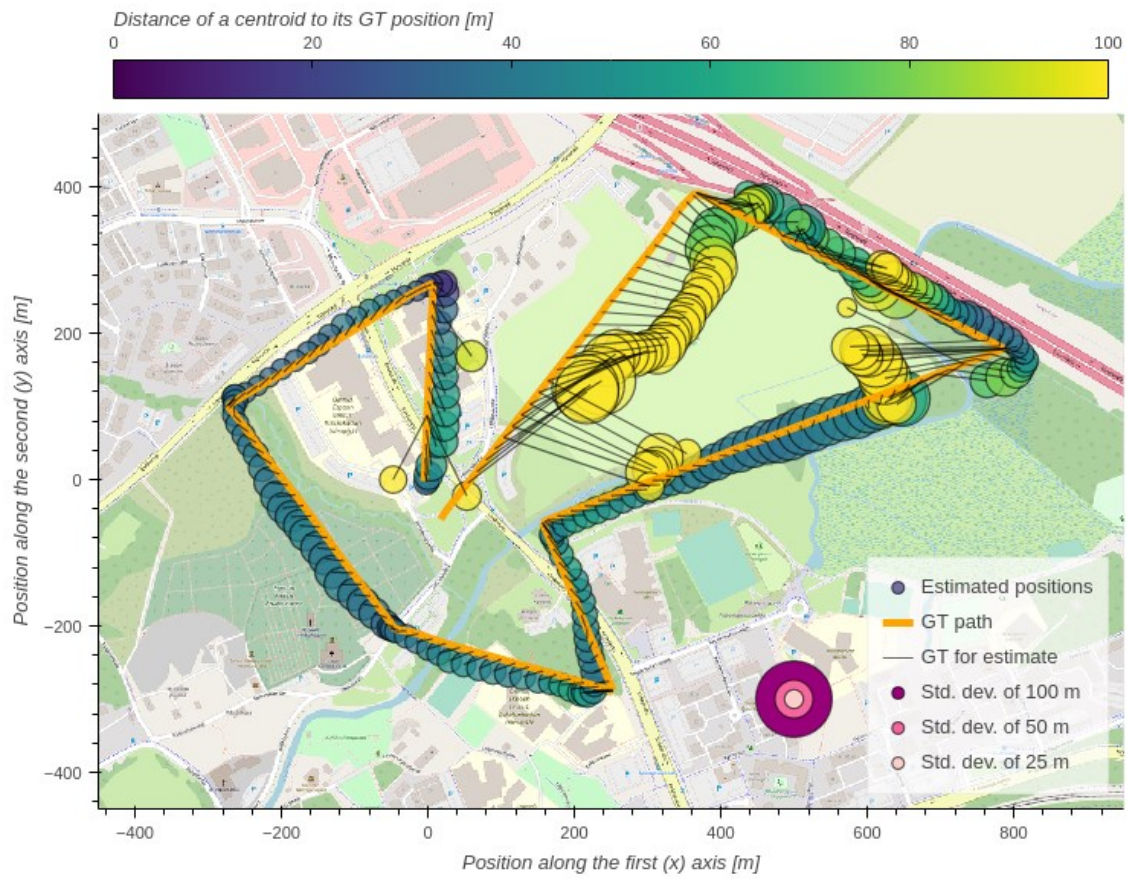 Distance of a centroid to its GT position [m]
0 20 40 60 80 100
Position along the second (y) axis [m]
400
200
0
−200
−400
Estimated positions
GT path
GT for estimate
Std. dev. of 100 m
Std. dev. of 50 m
Std. dev. of 25 m
−400 −200 0 200 400 600 800
Position along the first (x) axis [m]